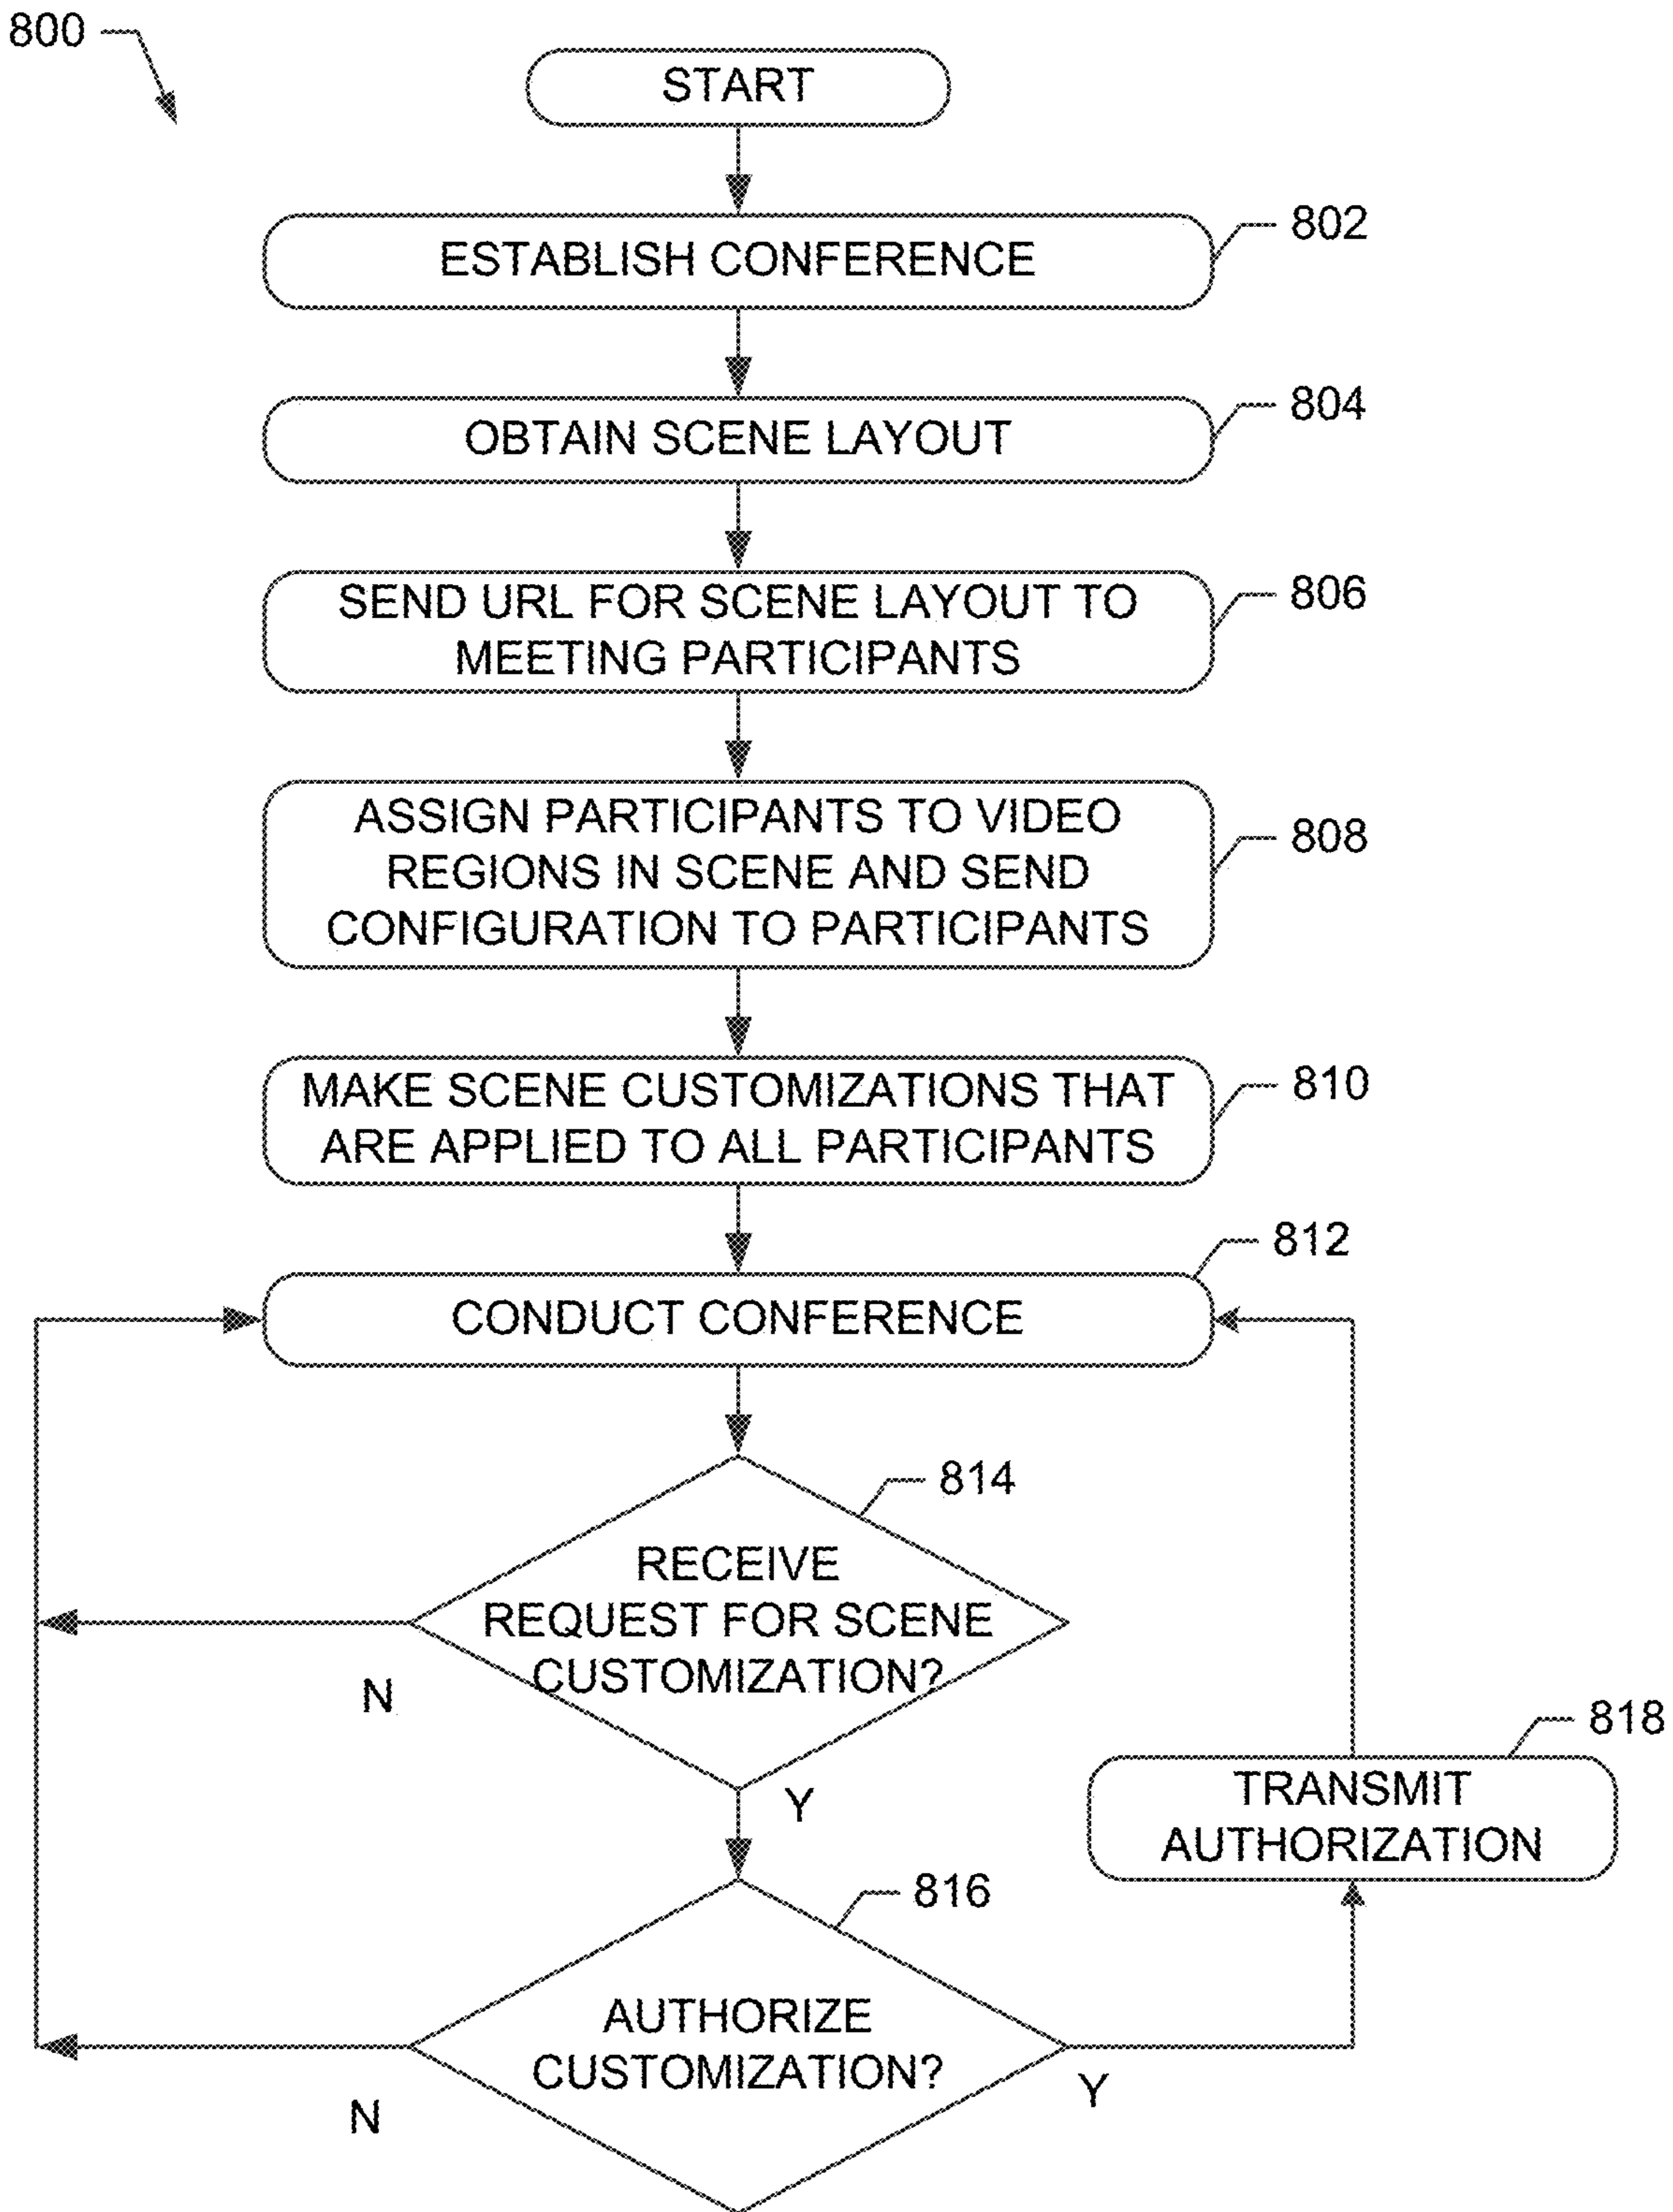 800
START
ESTABLISH CONFERENCE
802
OBTAIN SCENE LAYOUT
804
SEND URL FOR SCENE LAYOUT TO
MEETING PARTICIPANTS
806
ASSIGN PARTICIPANTS TO VIDEO
REGIONS IN SCENE AND SEND
CONFIGURATION TO PARTICIPANTS
808
MAKE SCENE CUSTOMIZATIONS THAT
ARE APPLIED TO ALL PARTICIPANTS
810
812
CONDUCT CONFERENCE
814
RECEIVE
REQUEST FOR SCENE
CUSTOMIZATION?
N
Y
818
TRANSMIT
AUTHORIZATION
816
AUTHORIZE
CUSTOMIZATION?
N
Y